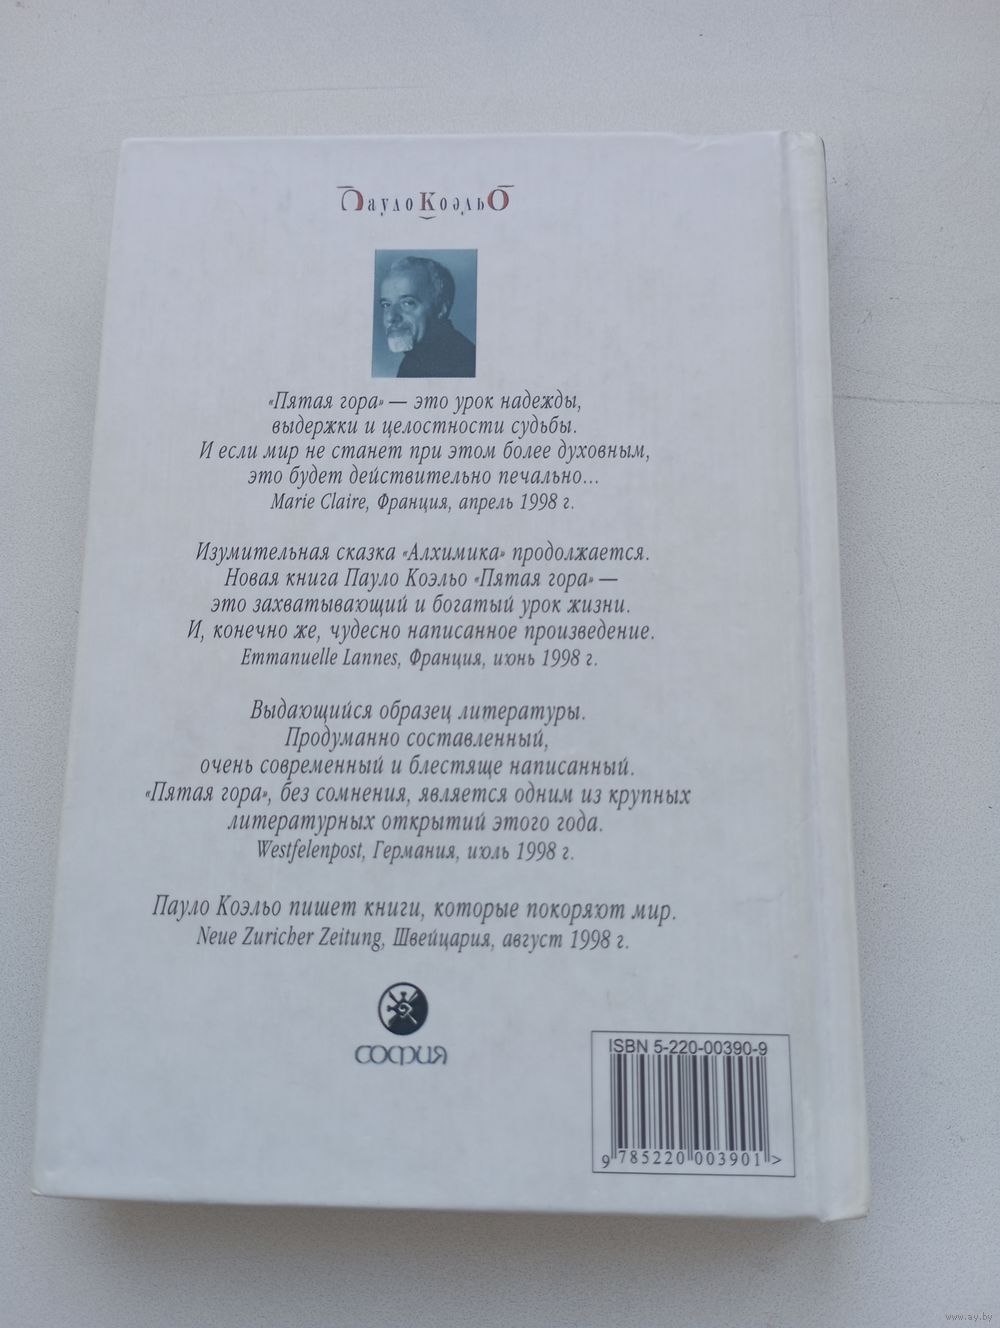 Пауло Коэльо
«Пятая гора» — это урок надежды,
выдержки и целостности судьбы.
И если мир не станет при этом более духовным,
это будет действительно печально...
Marie Claire, Франция, апрель 1998 г.
Изумительная сказка «Алхимика» продолжается.
Новая книга Пауло Коэльо «Пятая гора» —
это захватывающий и богатый урок жизни.
И, конечно же, чудесно написанное произведение.
Emmanuelle Lannes, Франция, июнь 1998 г.
Выдающийся образец литературы.
Продуманно составленный,
очень современный и блестяще написанный.
«Пятая гора», без сомнения, является одним из крупных
литературных открытий этого года.
Westfelenpost, Германия, июль 1998 г.
Пауло Коэльо пишет книги, которые покоряют мир.
Neue Zuricher Zeitung, Швейцария, август 1998 г.
СОФИЯ
ISBN 5-220-00390-9
9 785220 003901 >
www.ay.by